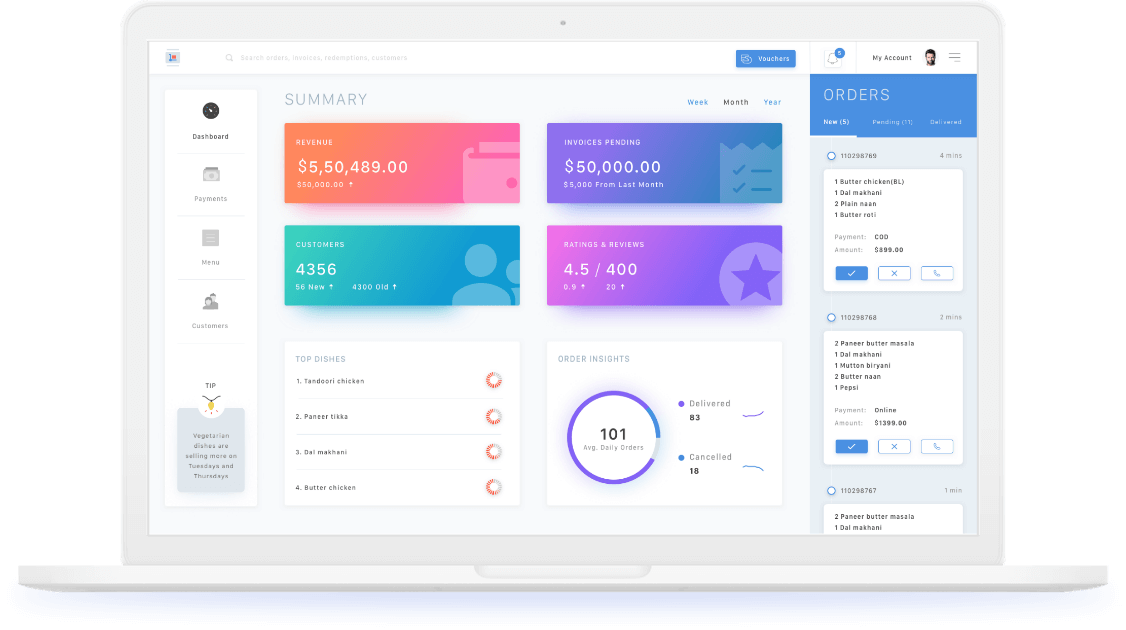 Search orders, invoices, redemations, customers
Vouchers
5
My Account
Dashboard
Payments
Menu
Customers
TIP
Vegetarian
dishes are
selling more on
Tuesdays and
Thursdays
SUMMARY
Week Month Year
REVENUE
$5,50,489.00
$50,000.00 ↑
INVOICES PENDING
$50,000.00
$5,000 From Last Month
CUSTOMERS
4356
56 New ↑ 4300 Old ↑
RATINGS & REVIEWS
4.5 / 400
0.9 ↑ 20 ↑
TOP DISHES
1. Tandoori chicken
2. Paneer tikka
3. Dal makhani
4. Butter chicken
ORDER INSIGHTS
101
Avg. Daily Orders
Delivered
83
Cancelled
18
ORDERS
New (5) Pending (11) Delivered
110298769 4 mins
1 Butter chicken(BL)
1 Dal makhani
2 Plain naan
1 Butter roti
Payment: COD
Amount: $899.00
110298768 2 mins
2 Paneer butter masala
1 Dal makhani
1 Mutton biryani
2 Butter naan
1 Pepsi
Payment: Online
Amount: $1399.00
110298767 1 min
2 Paneer butter masala
1 Dal makhani